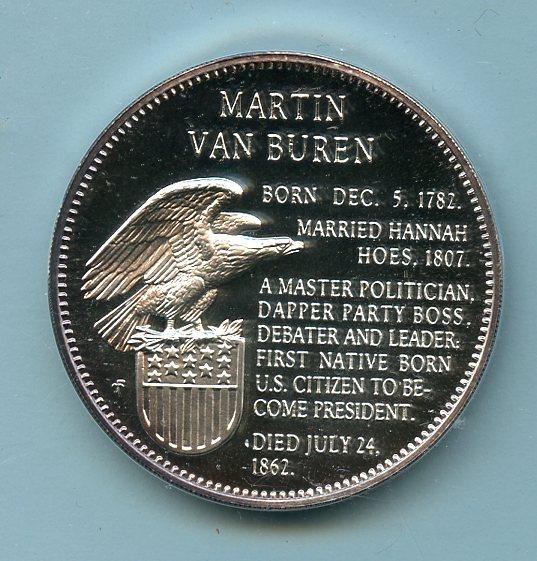 MARTIN
VAN BUREN
BORN DEC. 5, 1782.
MARRIED HANNAH
HOES, 1807.
A MASTER POLITICIAN,
DAPPER PARTY BOSS,
DEBATER AND LEADER;
FIRST NATIVE BORN
U.S. CITIZEN TO BE-
COME PRESIDENT.
DIED JULY 24,
1862.